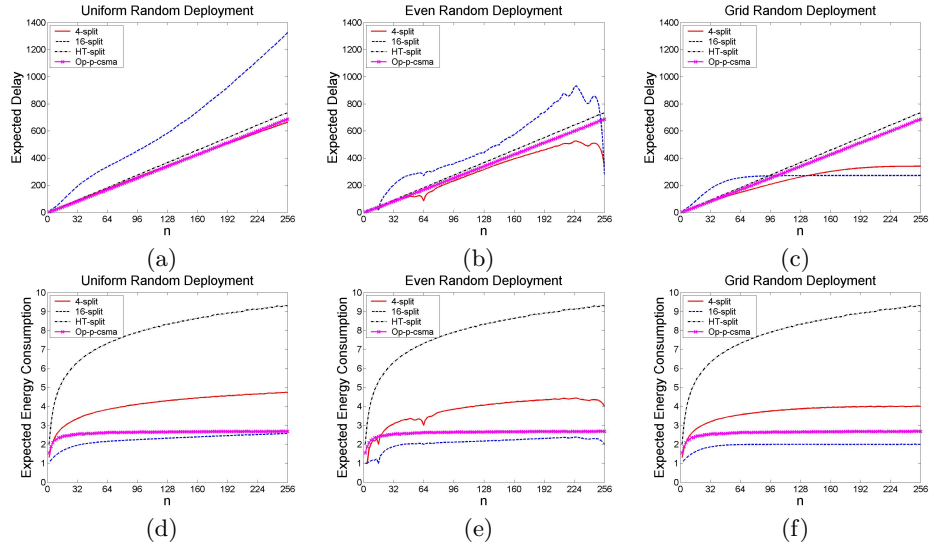 Uniform Random Deployment
1400
1200
1000
800
600
400
200
0
Expected Delay
4-split
16-split
HT-split
Op-p-csma
0 32 64 96 128 160 192 224 256
n
(a)
Even Random Deployment
1400
1200
1000
800
600
400
200
0
Expected Delay
4-split
16-split
HT-split
Op-p-csma
0 32 64 96 128 160 192 224 256
n
(b)
Grid Random Deployment
1400
1200
1000
800
600
400
200
0
Expected Delay
4-split
16-split
HT-split
Op-p-csma
0 32 64 96 128 160 192 224 256
n
(c)
Uniform Random Deployment
10
9
8
7
6
5
4
3
2
1
0
Expected Energy Consumption
4-split
16-split
HT-split
Op-p-csma
0 32 64 96 128 160 192 224 256
n
(d)
Even Random Deployment
10
9
8
7
6
5
4
3
2
1
0
Expected Energy Consumption
4-split
16-split
HT-split
Op-p-csma
0 32 64 96 128 160 192 224 256
n
(e)
Grid Random Deployment
10
9
8
7
6
5
4
3
2
1
0
Expected Energy Consumption
4-split
16-split
HT-split
Op-p-csma
0 32 64 96 128 160 192 224 256
n
(f)